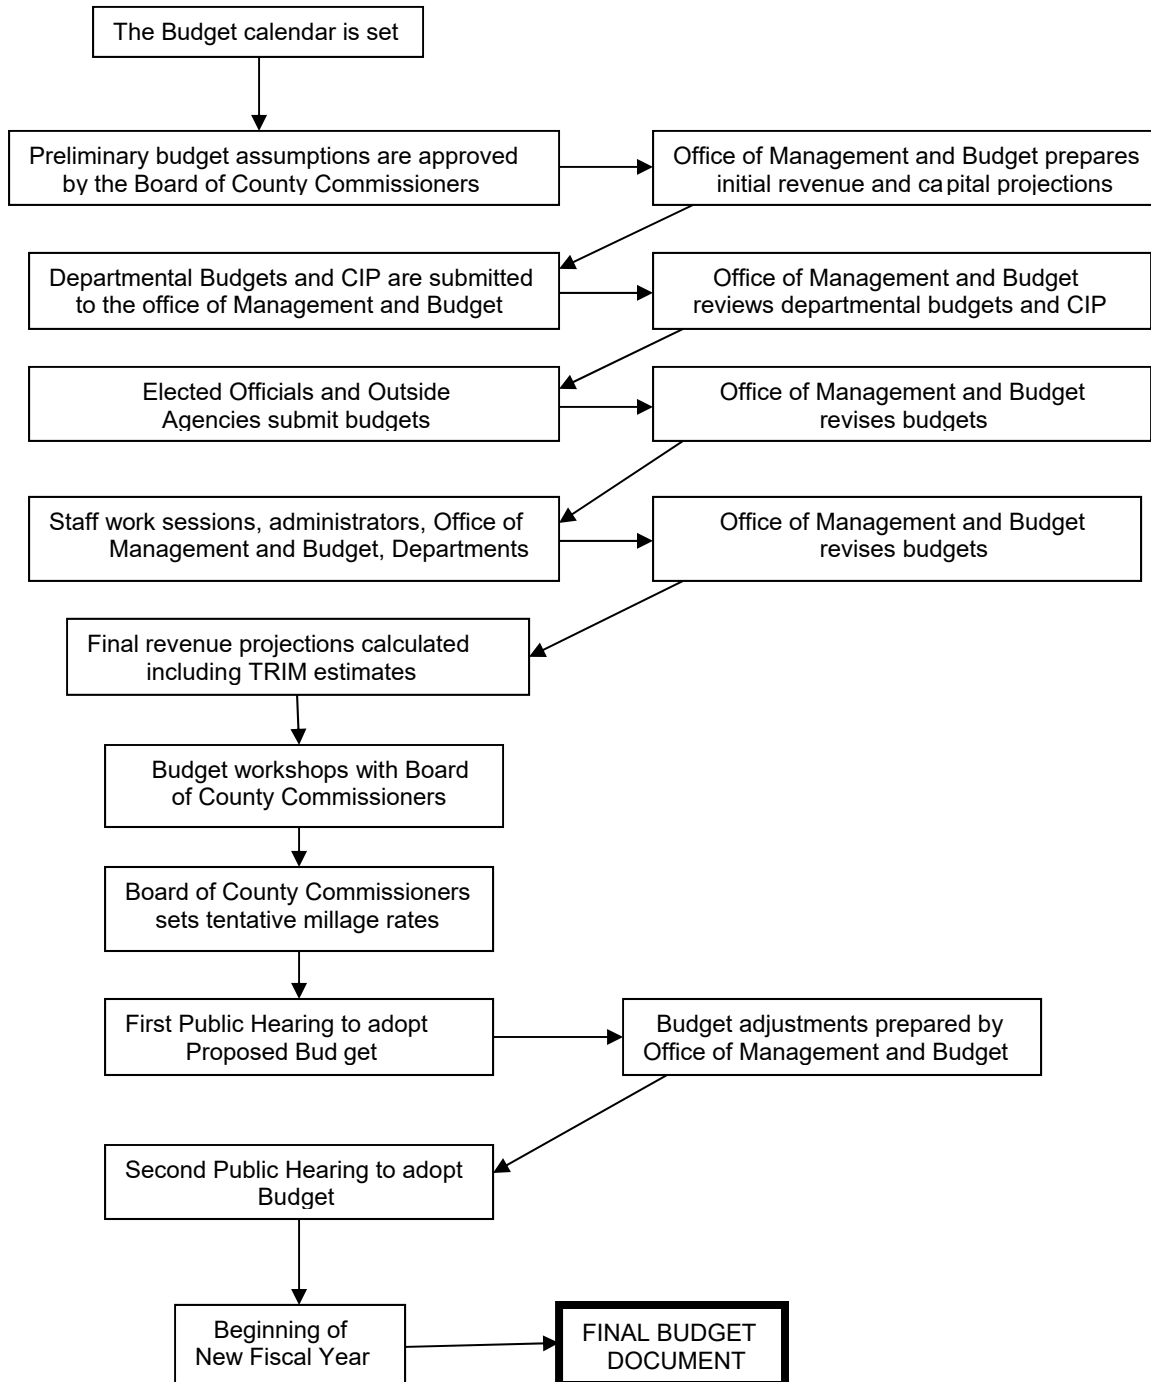 The Budget calendar is set
Preliminary budget assumptions are approved
by the Board of County Commissioners
Office of Management and Budget prepares
initial revenue and capital projections
Departmental Budgets and CIP are submitted
to the office of Management and Budget
Office of Management and Budget
reviews departmental budgets and CIP
Elected Officials and Outside
Agencies submit budgets
Office of Management and Budget
revises budgets
Staff work sessions, administrators, Office of
Management and Budget, Departments
Office of Management and Budget
revises budgets
Final revenue projections calculated
including TRIM estimates
Budget workshops with Board
of County Commissioners
Board of County Commissioners
sets tentative millage rates
First Public Hearing to adopt
Proposed Bud get
Budget adjustments prepared by
Office of Management and Budget
Second Public Hearing to adopt
Budget
Beginning of
New Fiscal Year
FINAL BUDGET
DOCUMENT